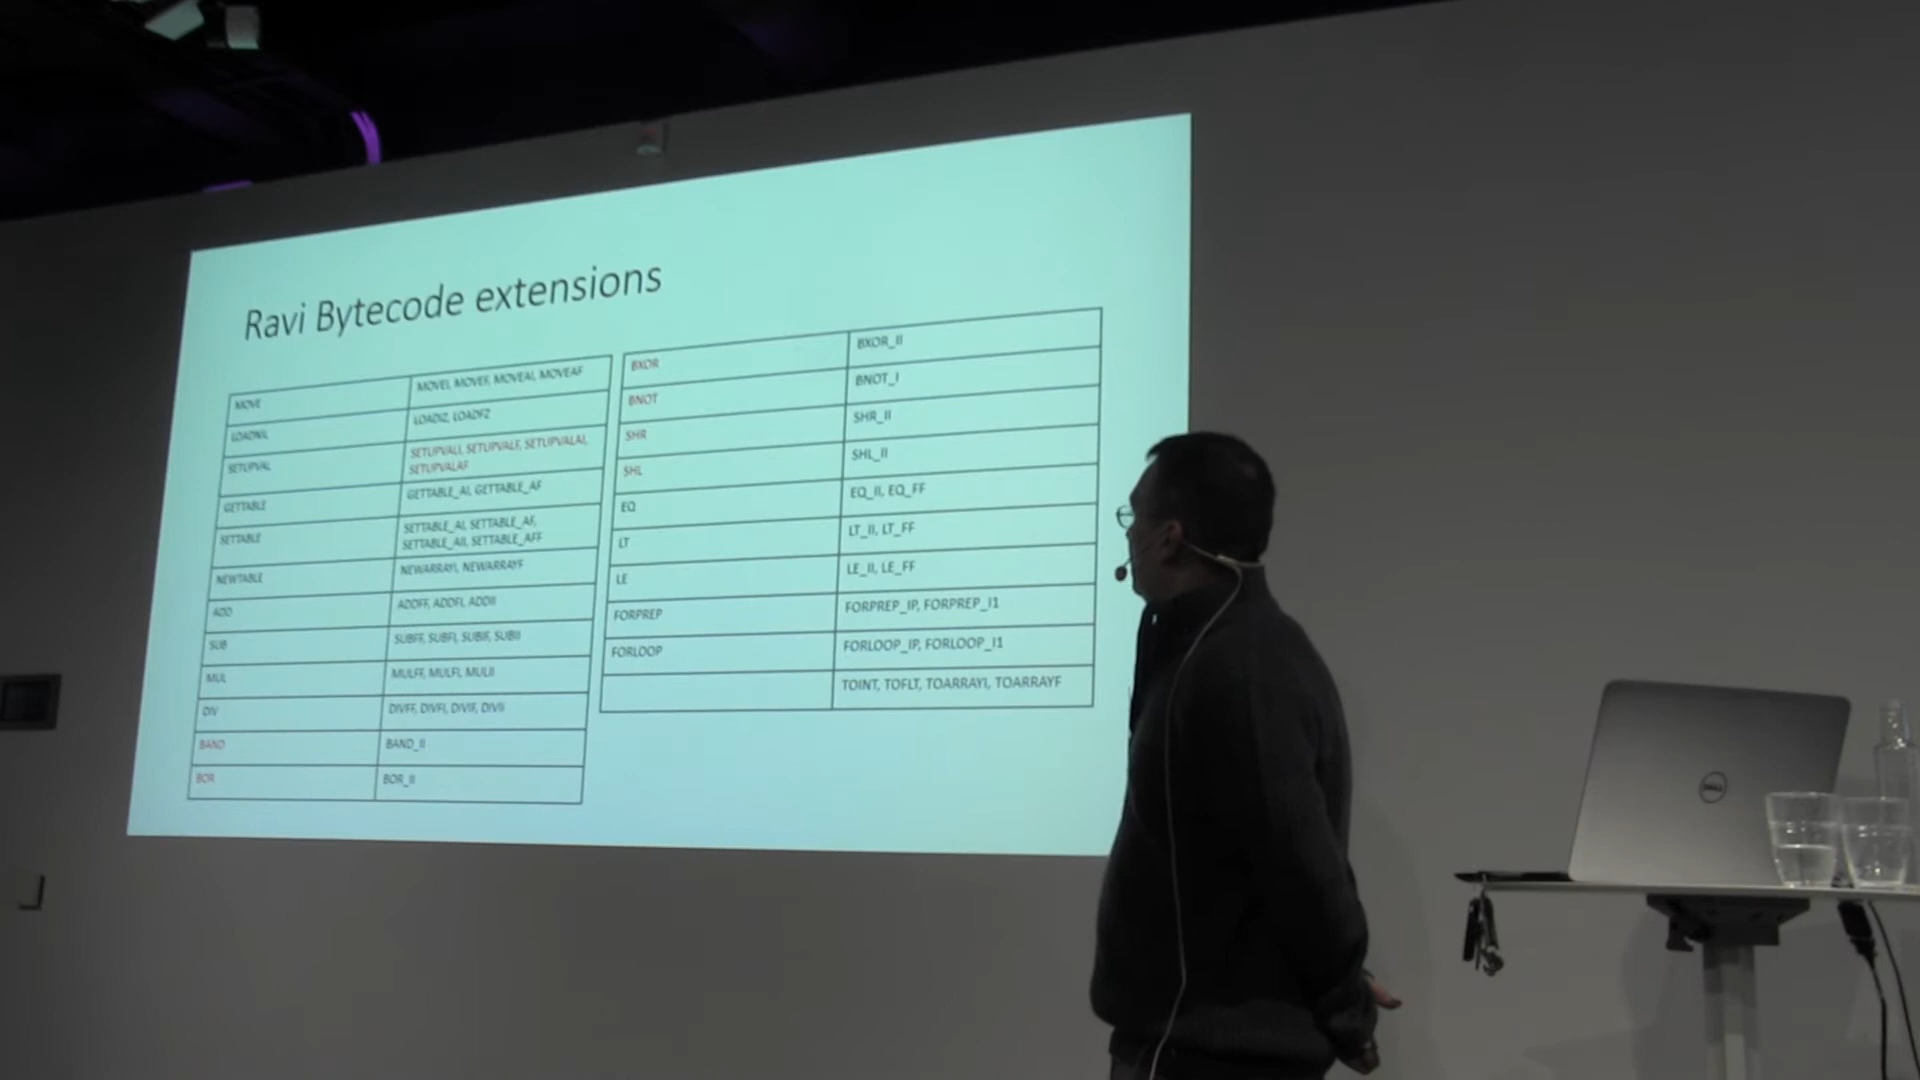 Ravi Bytecode extensions
MOVE
MOVEI, MOVEF, MOVEAI, MOVEAF
LOADNIL
LOADIZ, LOADFZ
SETUPVAL
SETUPVALI, SETUPVALF, SETUPVALAI,
SETUPVALAF
GETTABLE
GETTABLE_AI, GETTABLE_AF
SETTABLE
SETTABLE_AI, SETTABLE_AF,
SETTABLE_AII, SETTABLE_AFF
NEWTABLE
NEWARRAYI, NEWARRAYF
ADD
ADDFF, ADDFI, ADDII
SUB
SUBFF, SUBFI, SUBIF, SUBII
MUL
MULFF, MULFI, MULII
DIV
DIVFF, DIVFI, DIVIF, DIVII
BAND
BAND_II
BOR
BOR_II
BXOR
BXOR_II
BNOT
BNOT_I
SHR
SHR_II
SHL
SHL_II
EQ
EQ_II, EQ_FF
LT
LT_II, LT_FF
LE
LE_II, LE_FF
FORPREP
FORPREP_IP, FORPREP_I1
FORLOOP
FORLOOP_IP, FORLOOP_I1
TOINT, TOFLT, TOARRAYI, TOARRAYF
DELL